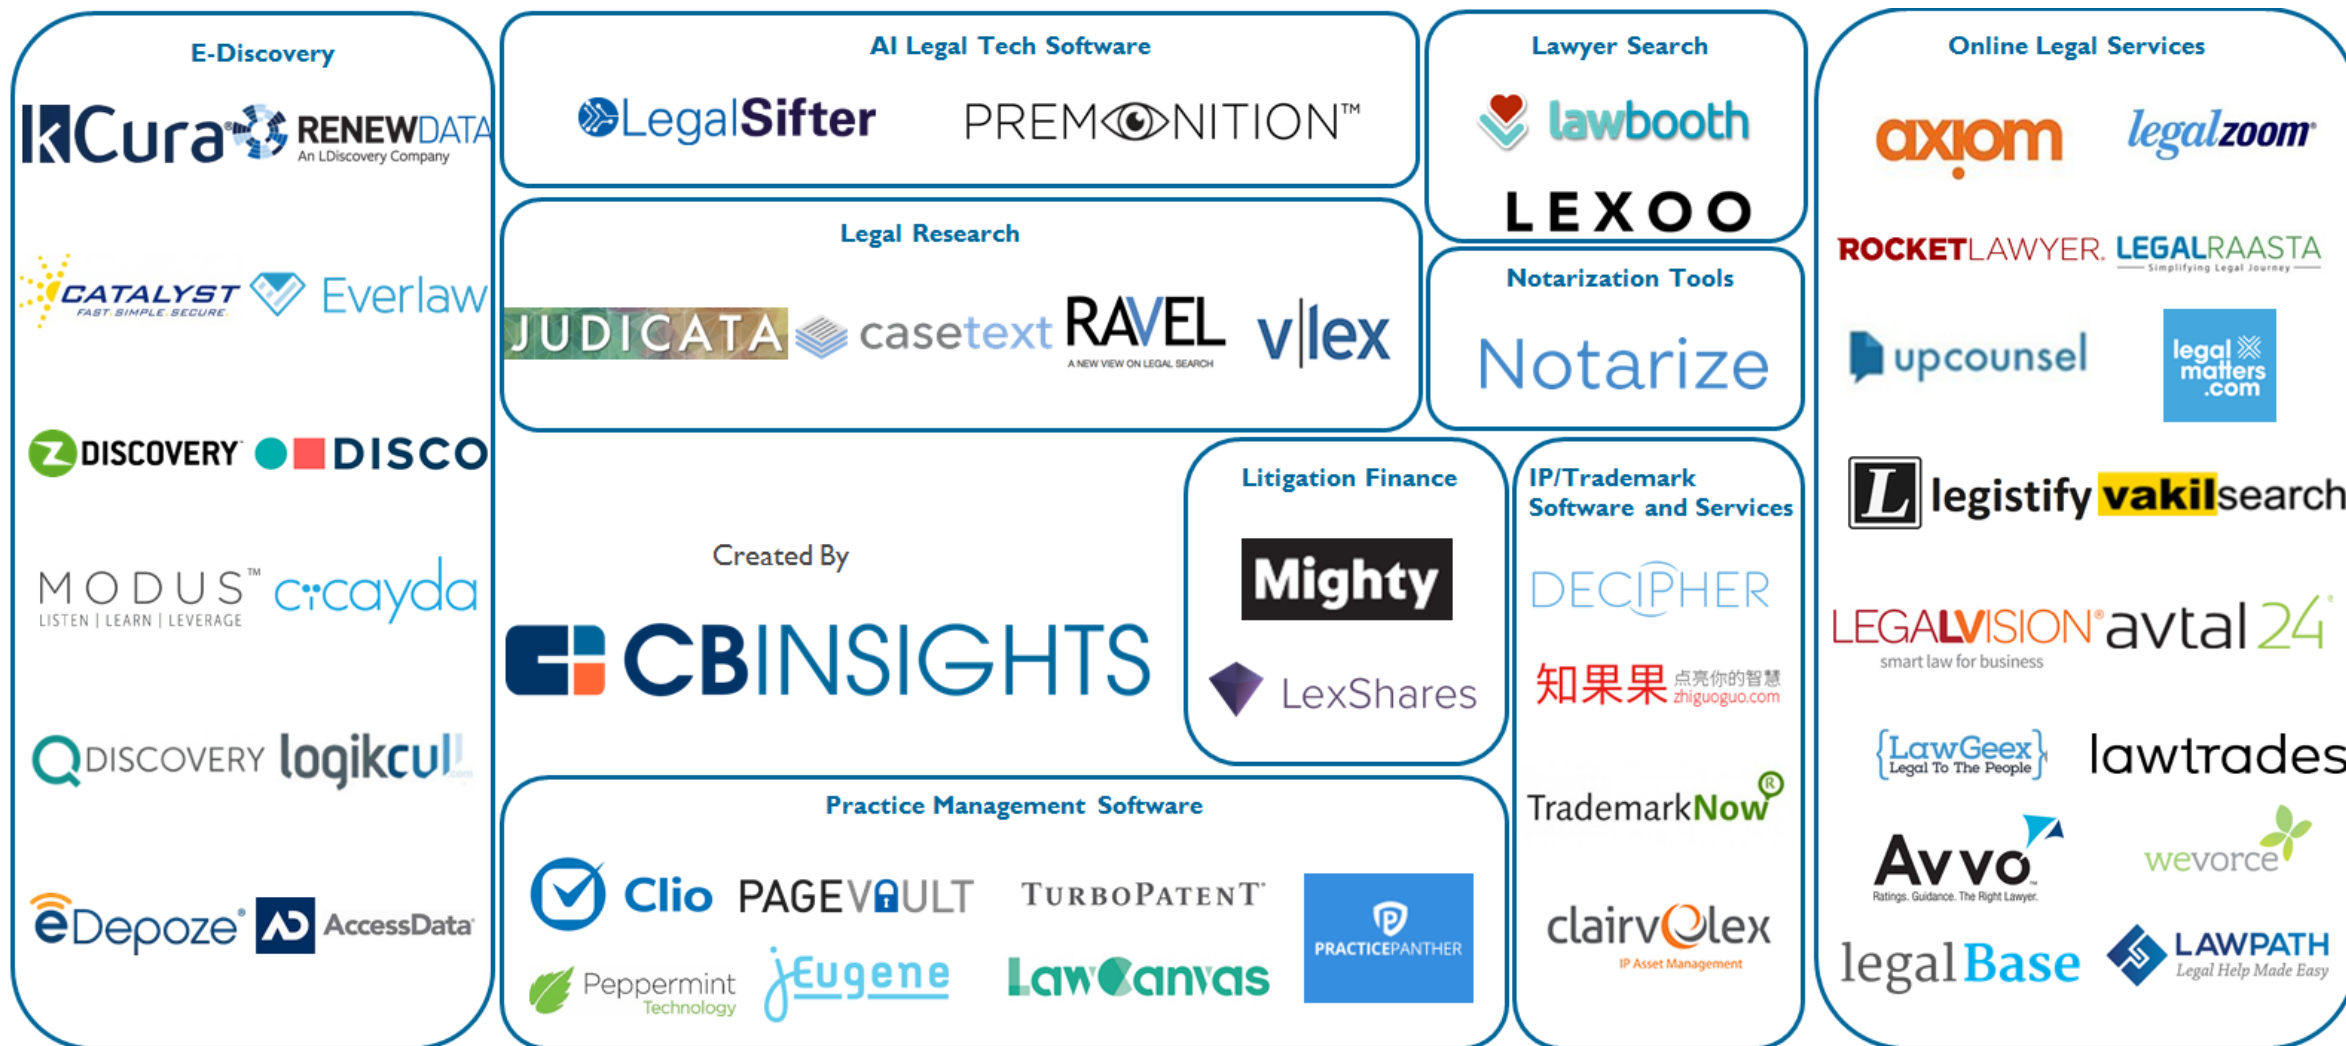 E-Discovery
kCura®
RENEWDATA
An LDiscovery Company
CATALYST
FAST. SIMPLE. SECURE.
Everlaw
Z DISCOVERY
DISCO
MODUS™
LISTEN | LEARN | LEVERAGE
cicayda
QDISCOVERY
logikcull
.com
eDepoze®
AD AccessData
AI Legal Tech Software
LegalSifter
PREMONITION™
Legal Research
JUDICATA
casetext
RAVEL
A NEW VIEW ON LEGAL SEARCH
v|lex
Created By
CBINSIGHTS
Lawyer Search
lawbooth
LEXOO
Notarization Tools
Notarize
Litigation Finance
Mighty
LexShares
IP/Trademark
Software and Services
DECIPHER
知果果
点亮你的智慧
zhiguoguo.com
TrademarkNow®
clairvolex
IP Asset Management
Practice Management Software
Clio
PAGEVAULT
TURBOPATENT
PRACTICEPANTHER
Peppermint
Technology
jEugene
LawCanvas
Online Legal Services
axiom
legalzoom®
ROCKETLAWYER.
LEGALRAASTA
Simplifying Legal Journey
upcounsel
legal
matters
.com
L legistify
vakilsearch
LEGALVISION®
smart law for business
avtal24®
{LawGeex}
Legal To The People
lawtrades
Avvo
Ratings. Guidance. The Right Lawyer.
wevorce
legalBase
LAWPATH
Legal Help Made Easy